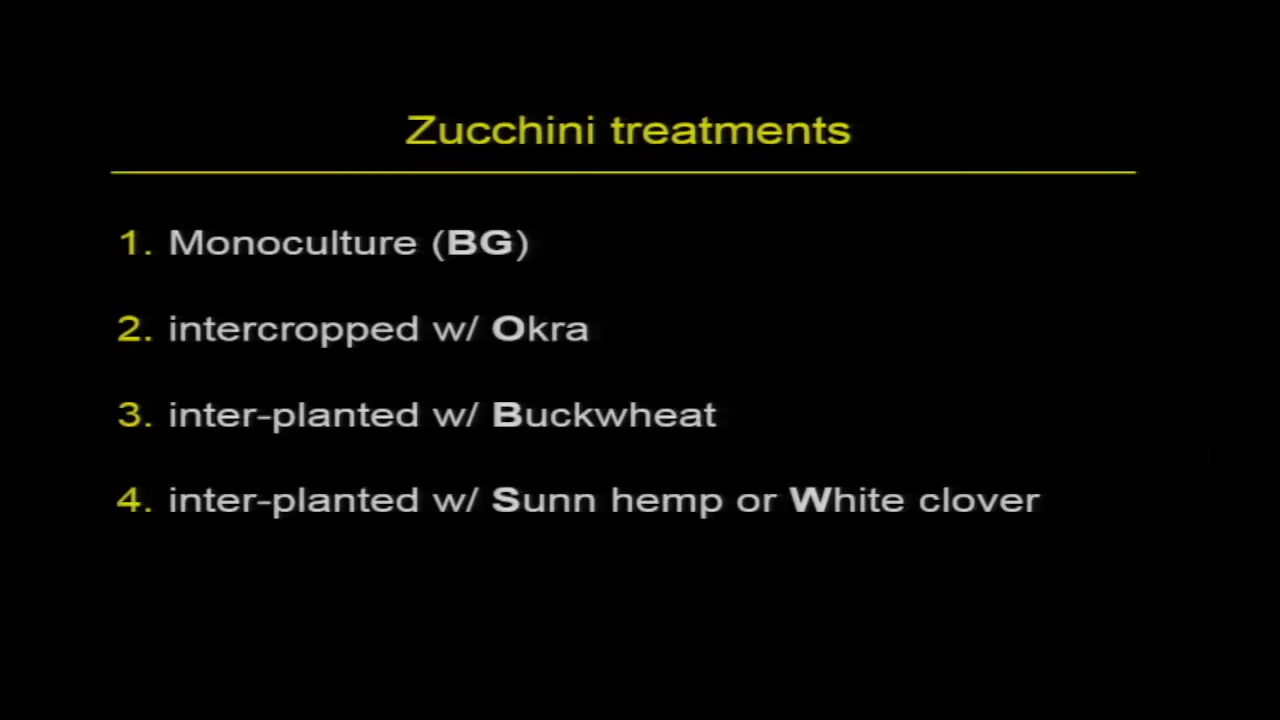 Zucchini treatments
1. Monoculture (BG)
2. intercropped w/ Okra
3. inter-planted w/ Buckwheat
4. inter-planted w/ Sunn hemp or White clover